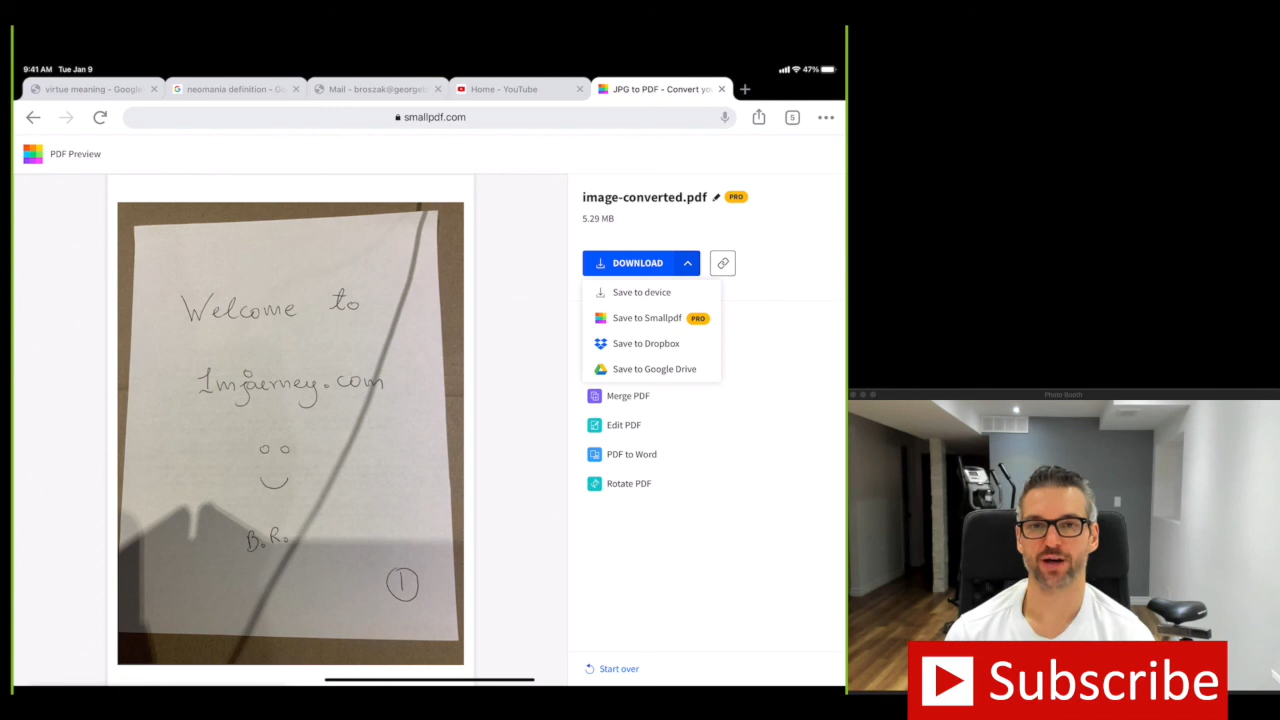 9:41 AM Tue Jan 9
47%
virtue meaning - Google
neomania definition - Go
Mail - broszak@george
Home - YouTube
JPG to PDF - Convert yo
smallpdf.com
5
PDF Preview
image-converted.pdf PRO
5.29 MB
DOWNLOAD
Save to device
Save to Smallpdf PRO
Save to Dropbox
Save to Google Drive
Merge PDF
Edit PDF
PDF to Word
Rotate PDF
Start over
Welcome to
1mjourney.com
B.R.
1
Photo Booth
Subscribe